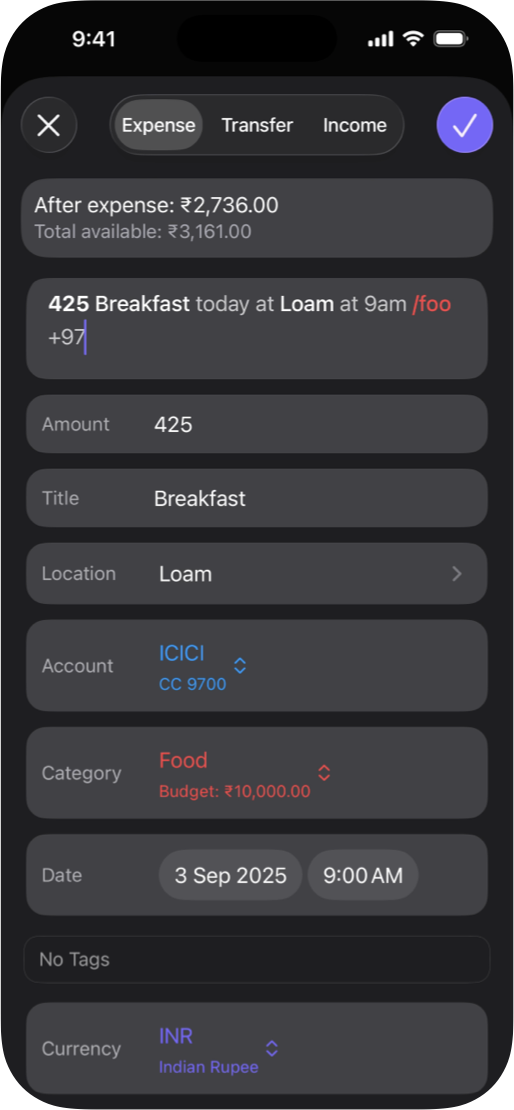 9:41
Expense Transfer Income
After expense: ₹2,736.00
Total available: ₹3,161.00
425 Breakfast today at Loam at 9am /foo
+97
Amount 425
Title Breakfast
Location Loam
Account ICICI
CC 9700
Category Food
Budget: ₹10,000.00
Date 3 Sep 2025 9:00 AM
No Tags
Currency INR
Indian Rupee